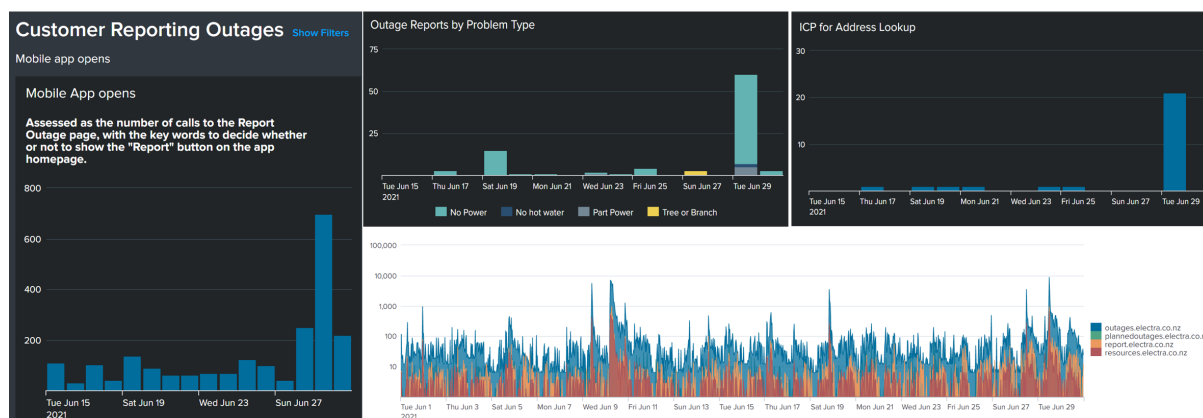 Customer Reporting Outages Show Filters
Mobile app opens
Mobile App opens
Assessed as the number of calls to the Report
Outage page, with the key words to decide whether
or not to show the "Report" button on the app
homepage.
800
600
400
200
Tue Jun 15 Sat Jun 19 Wed Jun 23 Sun Jun 27
2021
Outage Reports by Problem Type
75
50
25
Tue Jun 15 Thu Jun 17 Sat Jun 19 Mon Jun 21 Wed Jun 23 Fri Jun 25 Sun Jun 27 Tue Jun 29
2021
No Power No hot water Part Power Tree or Branch
ICP for Address Lookup
30
20
10
Tue Jun 15 Thu Jun 17 Sat Jun 19 Mon Jun 21 Wed Jun 23 Fri Jun 25 Sun Jun 27 Tue Jun 29
2021
100,000
10,000
1,000
100
10
Tue Jun 1 Thu Jun 3 Sat Jun 5 Mon Jun 7 Wed Jun 9 Fri Jun 11 Sun Jun 13 Tue Jun 15 Thu Jun 17 Sat Jun 19 Mon Jun 21 Wed Jun 23 Fri Jun 25 Sun Jun 27 Tue Jun 29
2021
outages.electra.co.nz
plannedoutages.electra.co.n
report.electra.co.nz
resources.electra.co.nz